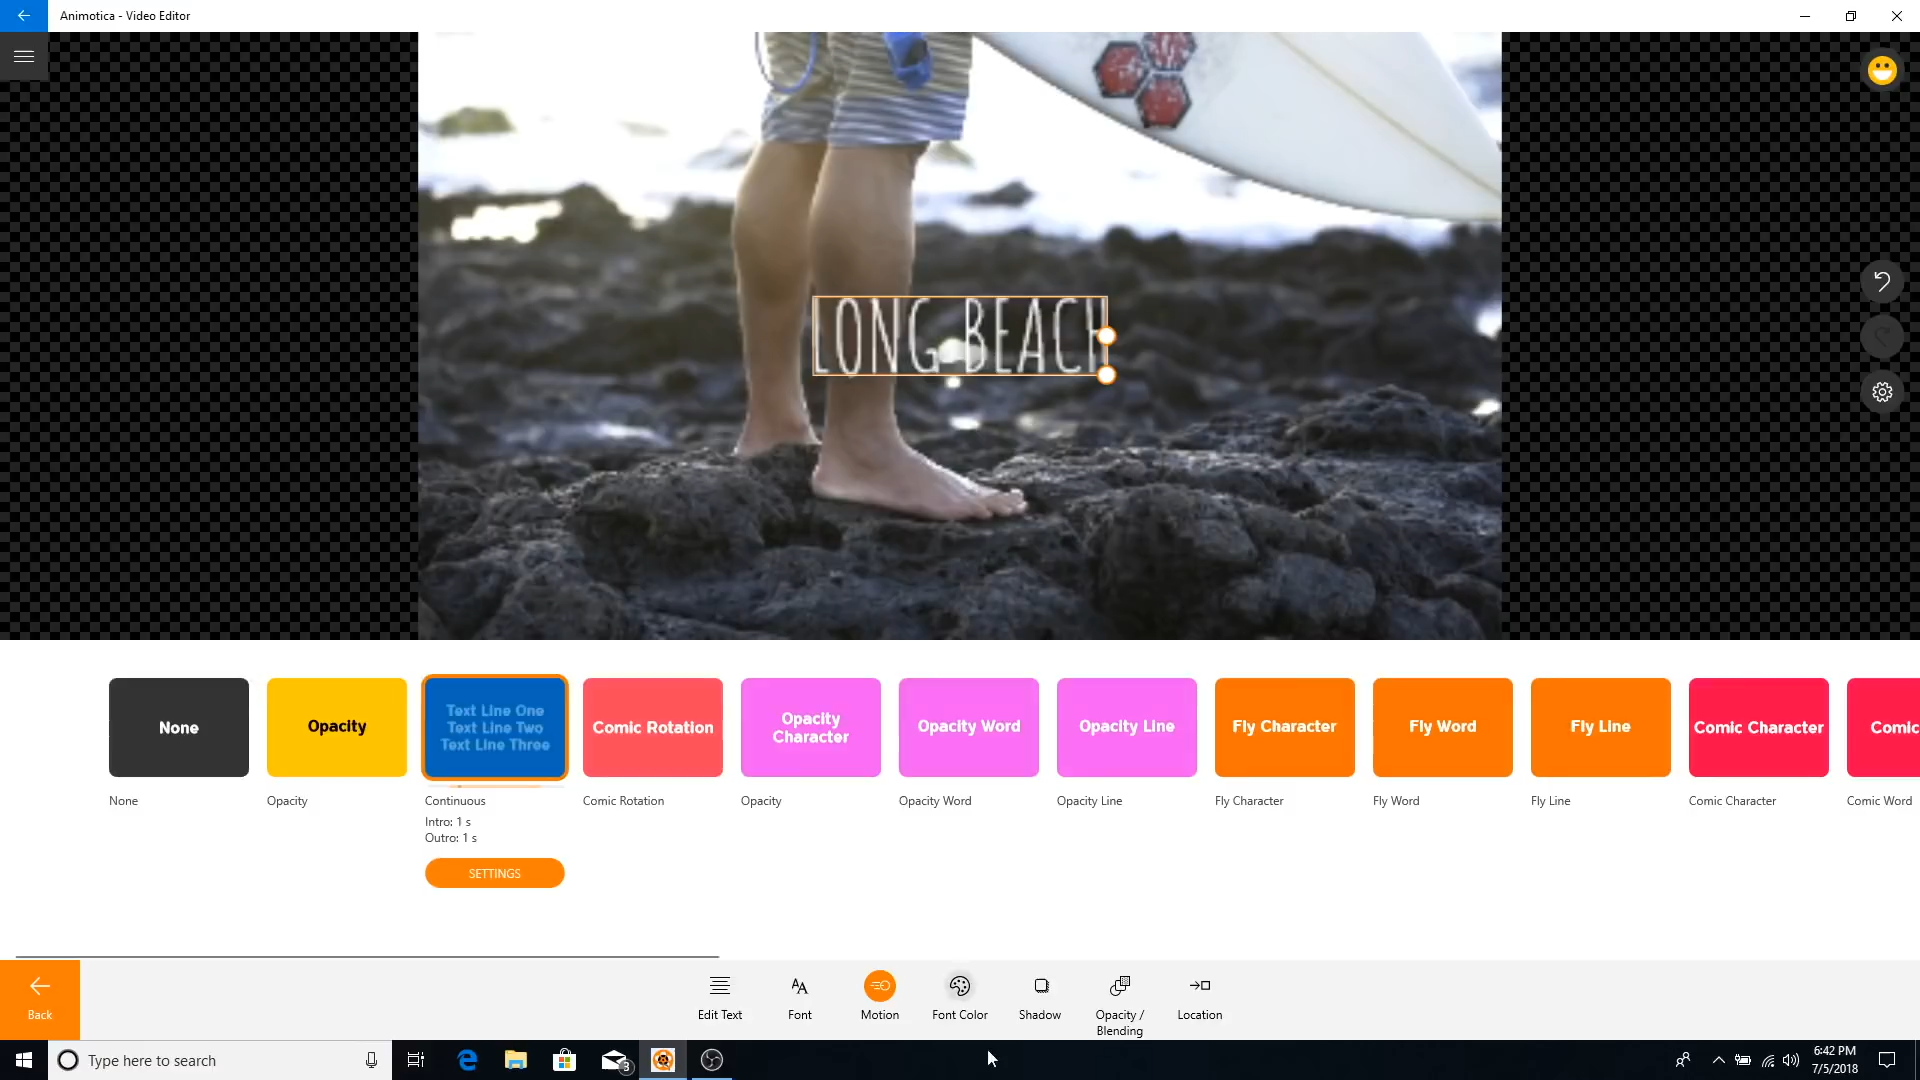 Animotica - Video Editor
LONG BEACH
None
Opacity
Text Line One
Text Line Two
Text Line Three
Comic Rotation
Opacity
Character
Opacity Word
Opacity Line
Fly Character
Fly Word
Fly Line
Comic Character
Comic
None
Opacity
Continuous
Comic Rotation
Opacity
Opacity Word
Opacity Line
Fly Character
Fly Word
Fly Line
Comic Character
Comic Word
Intro: 1 s
Outro: 1 s
SETTINGS
Back
Edit Text
Font
Motion
Font Color
Shadow
Opacity /
Blending
Location
Type here to search
3
6:42 PM
7/5/2018